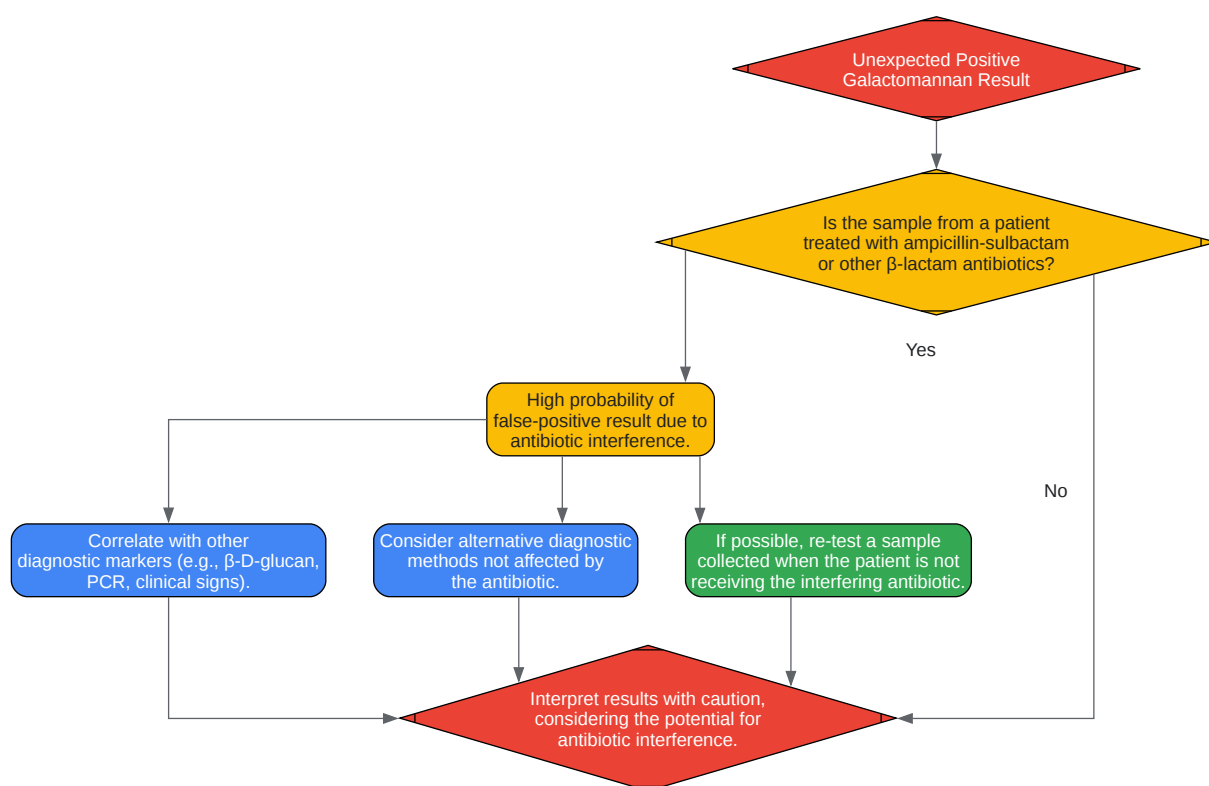 Unexpected Positive
Galactomannan Result
Is the sample from a patient
treated with ampicillin-sulbactam
or other β-lactam antibiotics?
Yes
High probability of
false-positive result due to
antibiotic interference.
No
Correlate with other
diagnostic markers (e.g., β-D-glucan,
PCR, clinical signs).
Consider alternative diagnostic
methods not affected by
the antibiotic.
If possible, re-test a sample
collected when the patient is not
receiving the interfering antibiotic.
Interpret results with caution,
considering the potential for
antibiotic interference.